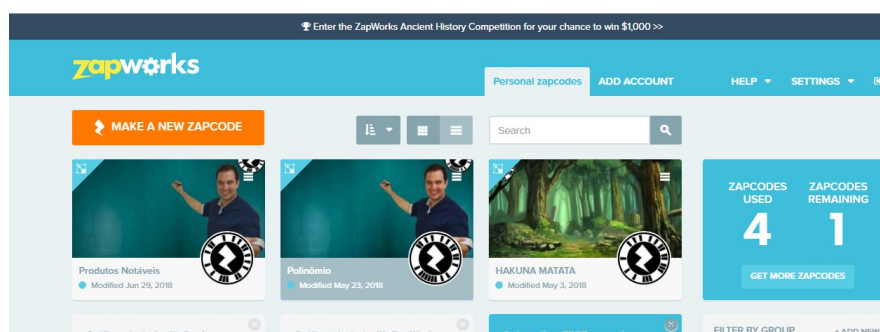 Enter the ZapWorks Ancient History Competition for your chance to win $1,000 >>
zapworks
Personal zapcodes
ADD ACCOUNT
HELP
SETTINGS
MAKE A NEW ZAPCODE
Search
ZAPCODES USED
4
ZAPCODES REMAINING
1
GET MORE ZAPCODES
Produtos Notáveis
Modified Jun 29, 2018
Polinômio
Modified May 23, 2018
HAKUNA MATATA
Modified May 3, 2018
FILTER BY GROUP
+ ADD NEW